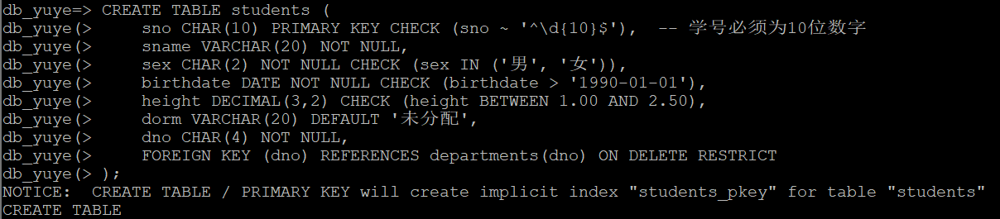 db_yuye=> CREATE TABLE students (
db_yuye(>     sno CHAR(10) PRIMARY KEY CHECK (sno ~ '^\d{10}$'),  -- 学号必须为10位数字
db_yuye(>     sname VARCHAR(20) NOT NULL,
db_yuye(>     sex CHAR(2) NOT NULL CHECK (sex IN ('男', '女')),
db_yuye(>     birthdate DATE NOT NULL CHECK (birthdate > '1990-01-01'),
db_yuye(>     height DECIMAL(3,2) CHECK (height BETWEEN 1.00 AND 2.50),
db_yuye(>     dorm VARCHAR(20) DEFAULT '未分配',
db_yuye(>     dno CHAR(4) NOT NULL,
db_yuye(>     FOREIGN KEY (dno) REFERENCES departments(dno) ON DELETE RESTRICT
db_yuye(> );
NOTICE:  CREATE TABLE / PRIMARY KEY will create implicit index "students_pkey" for table "students"
CREATE TABLE